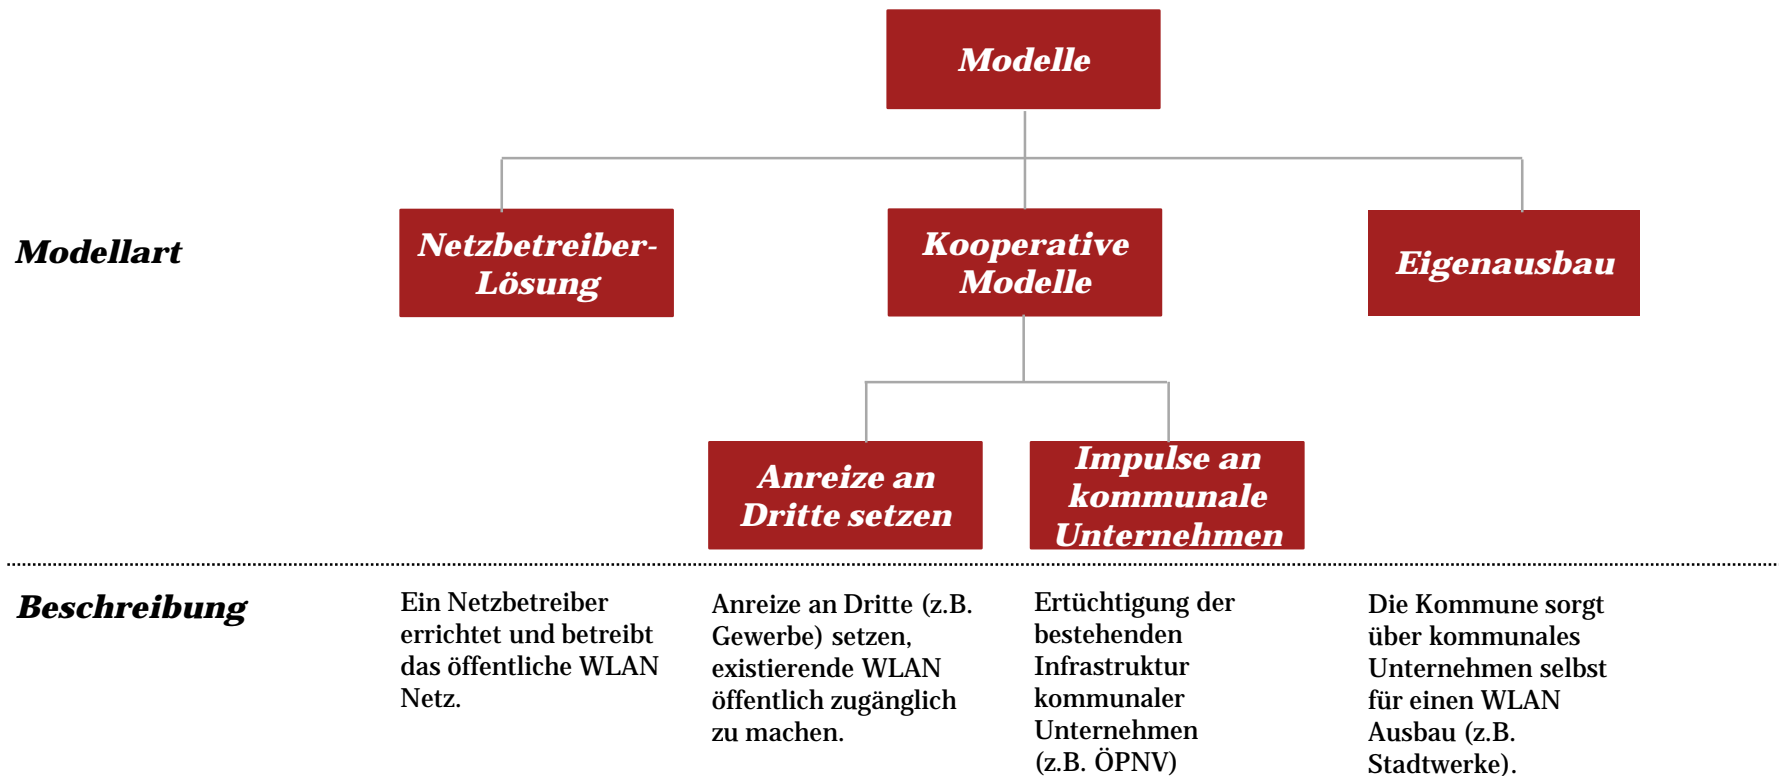 Modelle
Modellart
Netzbetreiber-
Lösung
Kooperative
Modelle
Eigenausbau
Anreize an
Dritte setzen
Impulse an
kommunale
Unternehmen
Beschreibung
Ein Netzbetreiber
errichtet und betreibt
das öffentliche WLAN
Netz.
Anreize an Dritte (z.B.
Gewerbe) setzen,
existierende WLAN
öffentlich zugänglich
zu machen.
Ertüchtigung der
bestehenden
Infrastruktur
kommunaler
Unternehmen
(z.B. ÖPNV)
Die Kommune sorgt
über kommunales
Unternehmen selbst
für einen WLAN
Ausbau (z.B.
Stadtwerke).